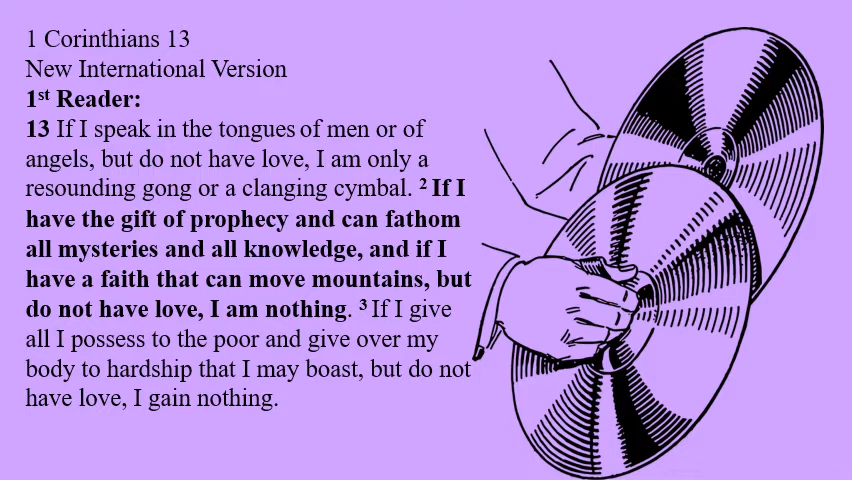 1 Corinthians 13
New International Version
1st Reader:
13 If I speak in the tongues of men or of
angels, but do not have love, I am only a
resounding gong or a clanging cymbal. 2 If I
have the gift of prophecy and can fathom
all mysteries and all knowledge, and if I
have a faith that can move mountains, but
do not have love, I am nothing. 3 If I give
all I possess to the poor and give over my
body to hardship that I may boast, but do not
have love, I gain nothing.